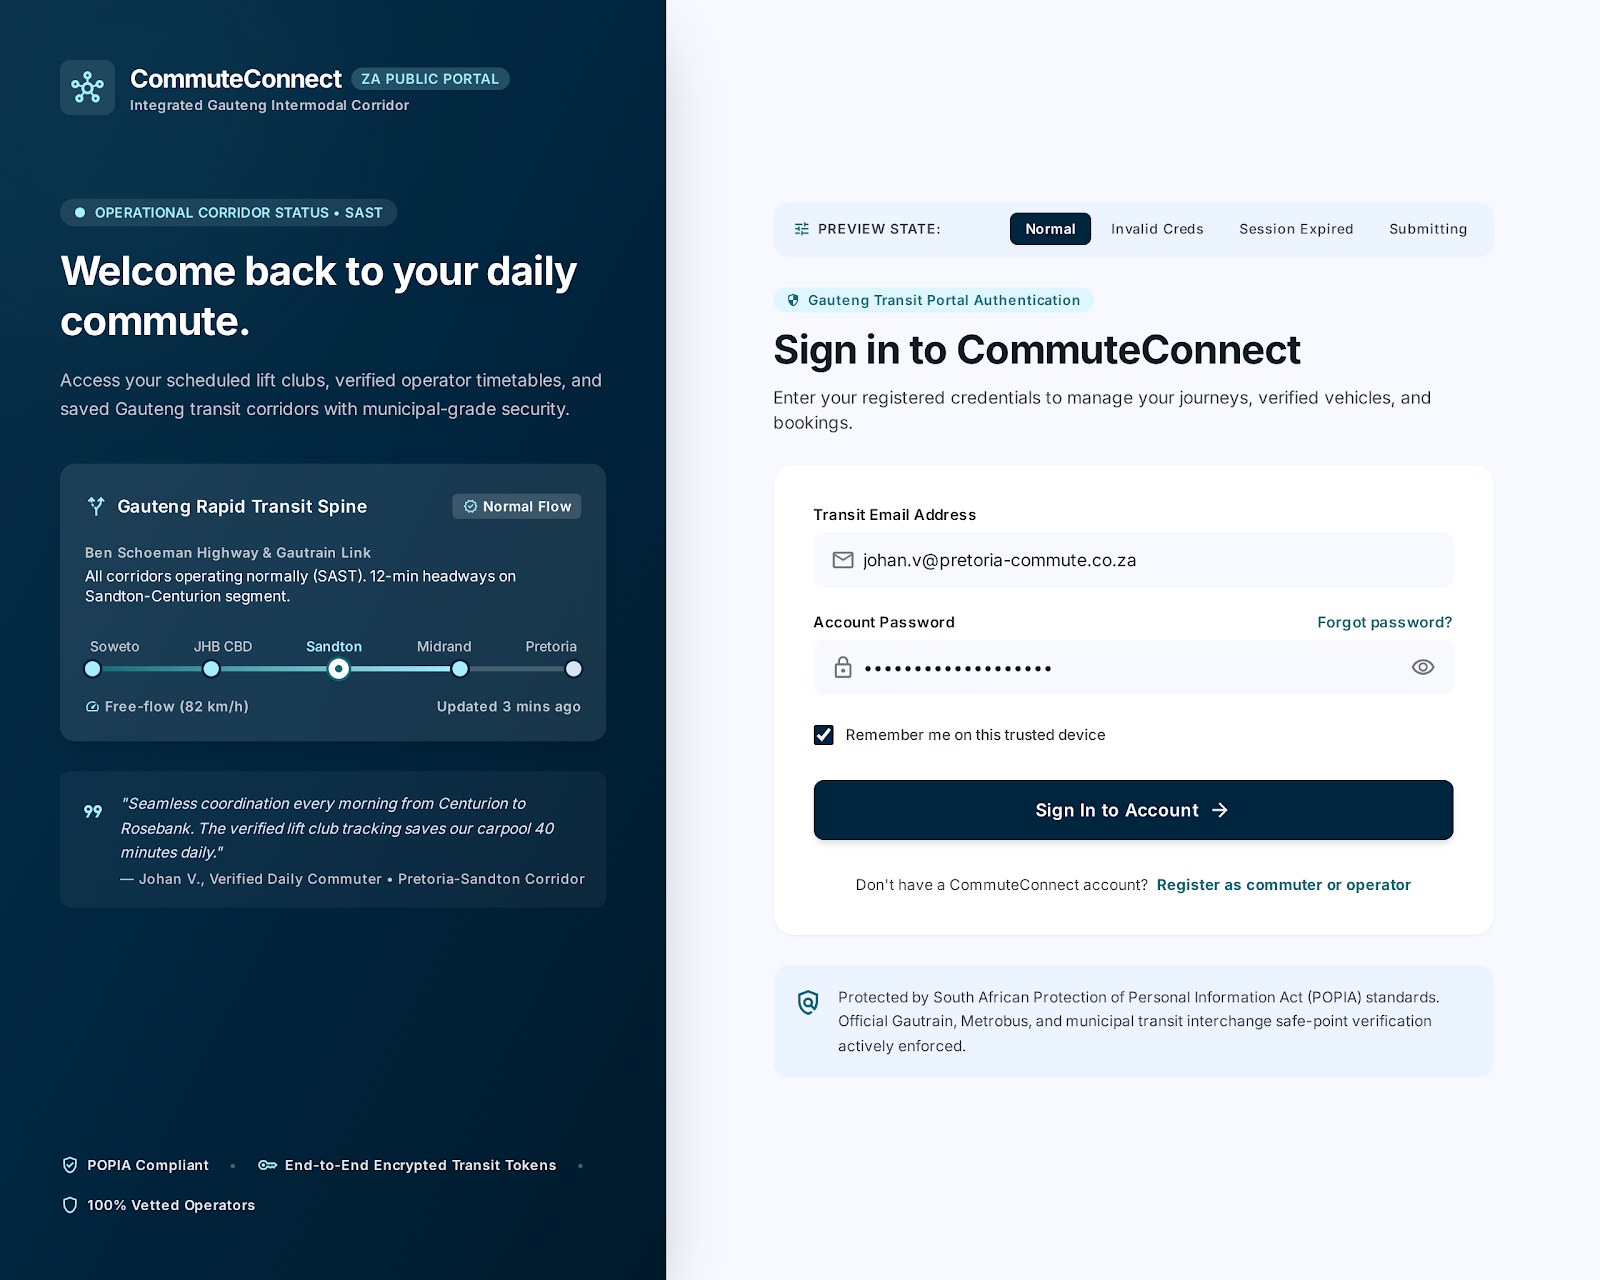 CommuteConnect ZA PUBLIC PORTAL
Integrated Gauteng Intermodal Corridor
OPERATIONAL CORRIDOR STATUS • SAST
Welcome back to your daily
commute.
Access your scheduled lift clubs, verified operator timetables, and
saved Gauteng transit corridors with municipal-grade security.
Gauteng Rapid Transit Spine
Normal Flow
Ben Schoeman Highway & Gautrain Link
All corridors operating normally (SAST). 12-min headways on
Sandton-Centurion segment.
Soweto JHB CBD Sandton Midrand Pretoria
Free-flow (82 km/h)
Updated 3 mins ago
"Seamless coordination every morning from Centurion to
Rosebank. The verified lift club tracking saves our carpool 40
minutes daily."
— Johan V., Verified Daily Commuter • Pretoria-Sandton Corridor
POPIA Compliant • End-to-End Encrypted Transit Tokens •
100% Vetted Operators
PREVIEW STATE: Normal Invalid Creds Session Expired Submitting
Gauteng Transit Portal Authentication
Sign in to CommuteConnect
Enter your registered credentials to manage your journeys, verified vehicles, and
bookings.
Transit Email Address
johan.v@pretoria-commute.co.za
Account Password
Forgot password?
•••••••••••••••••••
Remember me on this trusted device
Sign In to Account →
Don't have a CommuteConnect account? Register as commuter or operator
Protected by South African Protection of Personal Information Act (POPIA) standards.
Official Gautrain, Metrobus, and municipal transit interchange safe-point verification
actively enforced.